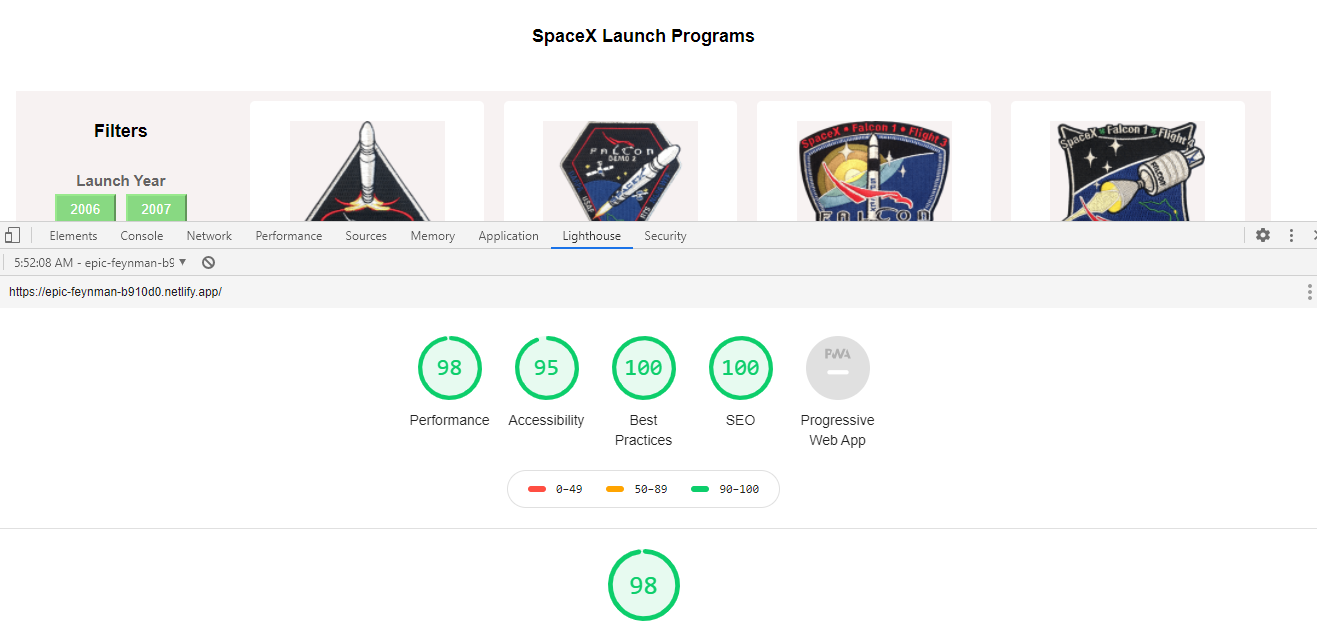 SpaceX Launch Programs
Filters
Launch Year
2006 2007
FALCON
DEMO 2
SpaceX • Falcon 1 • Flight 3
FALCON
SpaceX Falcon 1 Flight 4
FALCON
Elements Console Network Performance Sources Memory Application Lighthouse Security
5:52:08 AM - epic-feynman-b9
https://epic-feynman-b910d0.netlify.app/
98 95 100 100 PWA
Performance Accessibility Best Practices SEO Progressive Web App
0–49 50–89 90–100
98